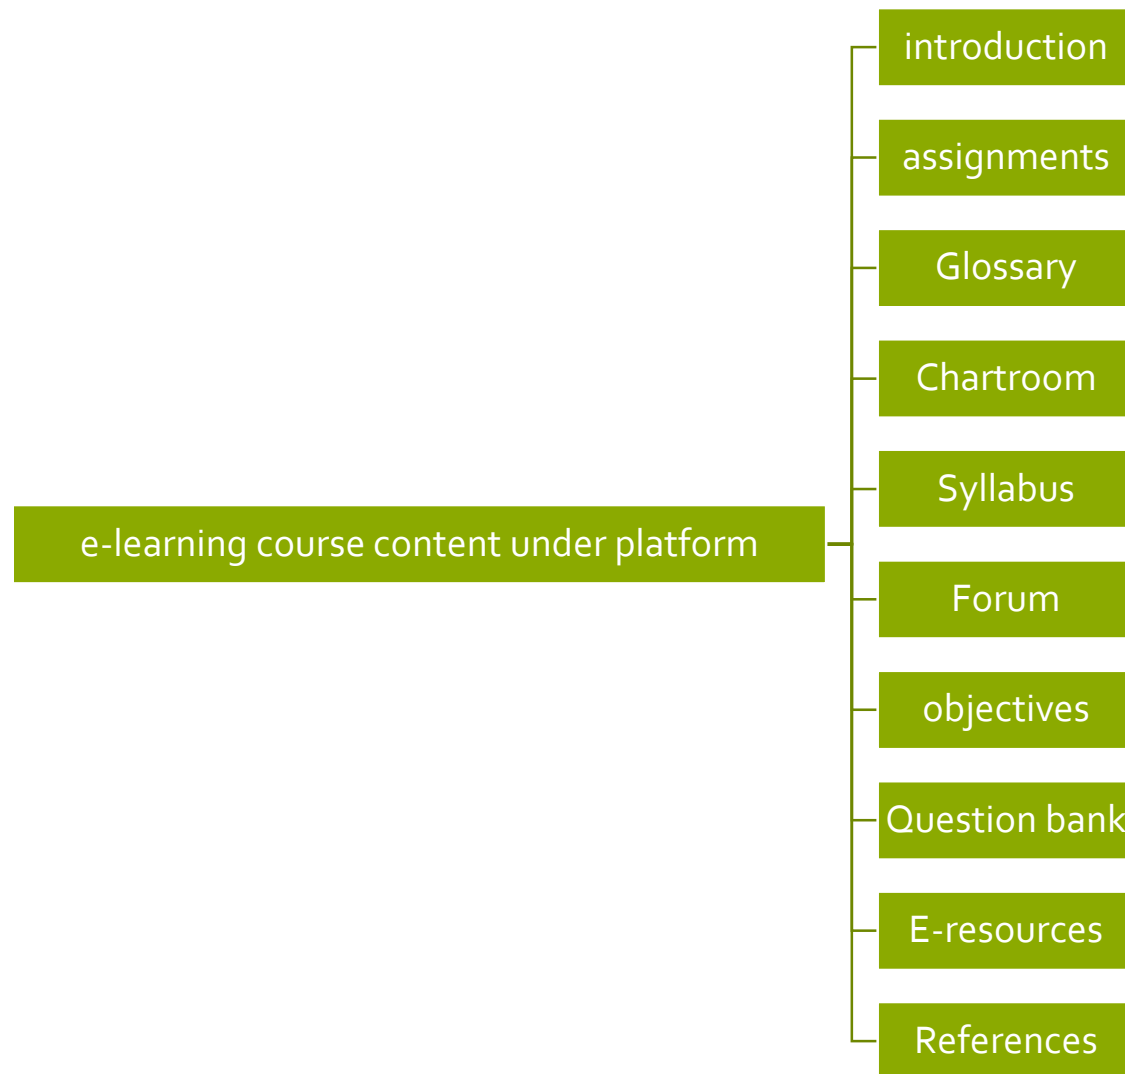 introduction
assignments
Glossary
Chartroom
Syllabus
e-learning course content under platform
Forum
objectives
Question bank
E-resources
References